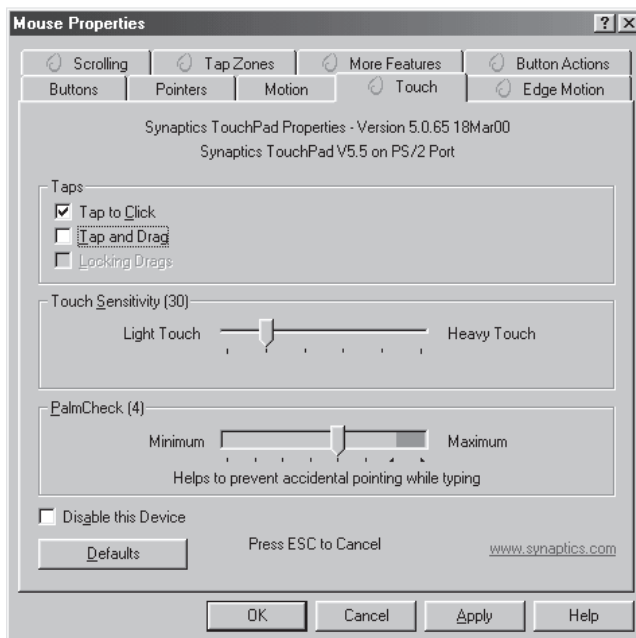 Mouse Properties
Scrolling Tap Zones More Features Button Actions
Buttons Pointers Motion Touch Edge Motion
Synaptics TouchPad Properties - Version 5.0.65 18Mar00
Synaptics TouchPad V5.5 on PS/2 Port
Taps
Tap to Click
Tap and Drag
Locking Drags
Touch Sensitivity (30)
Light Touch Heavy Touch
PalmCheck (4)
Minimum Maximum
Helps to prevent accidental pointing while typing
Disable this Device
Defaults Press ESC to Cancel www.synaptics.com
OK Cancel Apply Help